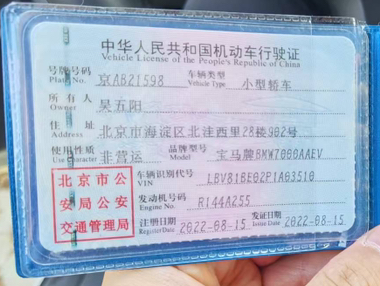 中华人民共和国机动车行驶证
Vehicle License of the People's Republic of China
号牌号码 Plate No. 京AB21598 车辆类型 Vehicle Type 小型轿车
所有人 Owner 吴五阳
住址 Address 北京市海淀区北洼西里28楼902号
使用性质 Use Character 非营运 品牌型号 Model 宝马牌BMW7000AAEV
北京市公安局公安交通管理局
车辆识别代号 VIN LBV81BE02P1A63510
发动机号码 Engine No. R144A255
注册日期 Register Date 2022-08-15 发证日期 Issue Date 2022-08-15